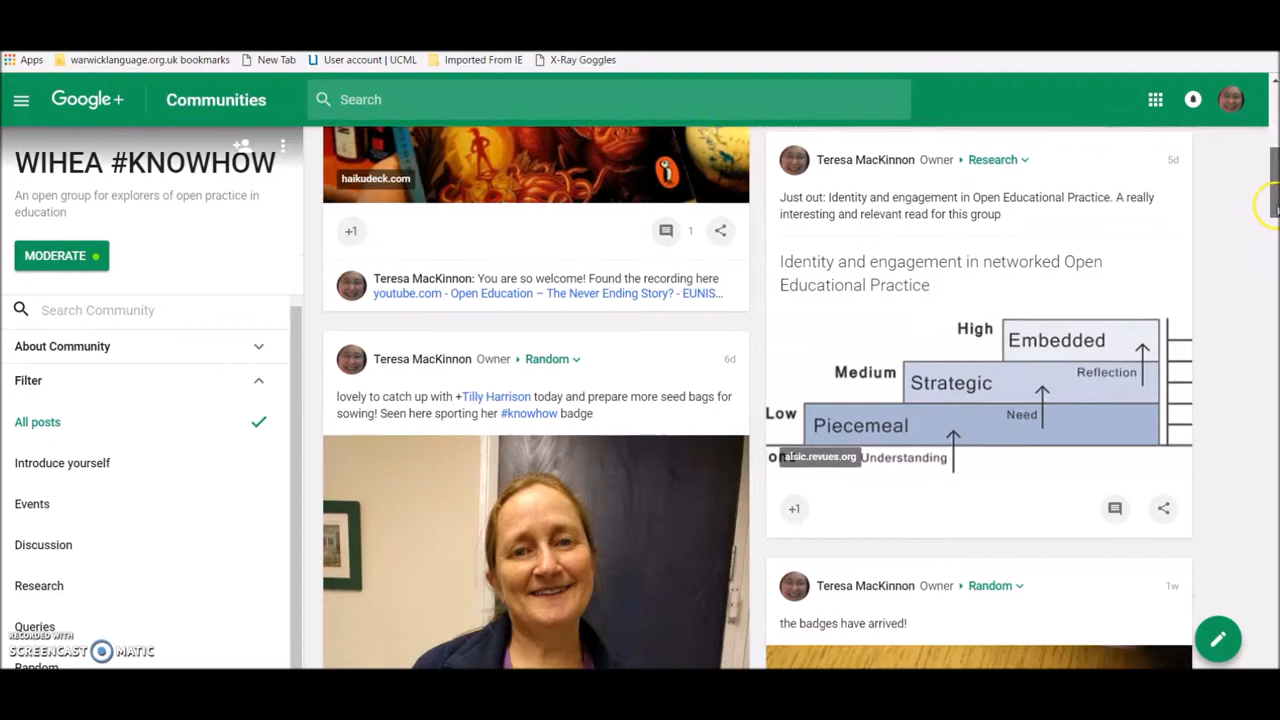 Apps
warwicklanguage.org.uk bookmarks
New Tab
User account | UCML
Imported From IE
X-Ray Goggles
Google+
Communities
Search
WIHEA #KNOWHOW
An open group for explorers of open practice in
education
MODERATE
Search Community
About Community
Filter
All posts
Introduce yourself
Events
Discussion
Research
Queries
Random
RECORDED WITH
SCREENCAST MATIC
haikudeck.com
+1
1
Teresa MacKinnon: You are so welcome! Found the recording here
youtube.com - Open Education – The Never Ending Story? - EUNIS...
Teresa MacKinnon Owner Random
6d
lovely to catch up with +Tilly Harrison today and prepare more seed bags for
sowing! Seen here sporting her #knowhow badge
Teresa MacKinnon Owner Research
5d
Just out: Identity and engagement in Open Educational Practice. A really
interesting and relevant read for this group
Identity and engagement in networked Open
Educational Practice
High
Embedded
Reflection
Medium
Strategic
Need
Low
Piecemeal
alsic.revues.org
Understanding
+1
Teresa MacKinnon Owner Random
1w
the badges have arrived!